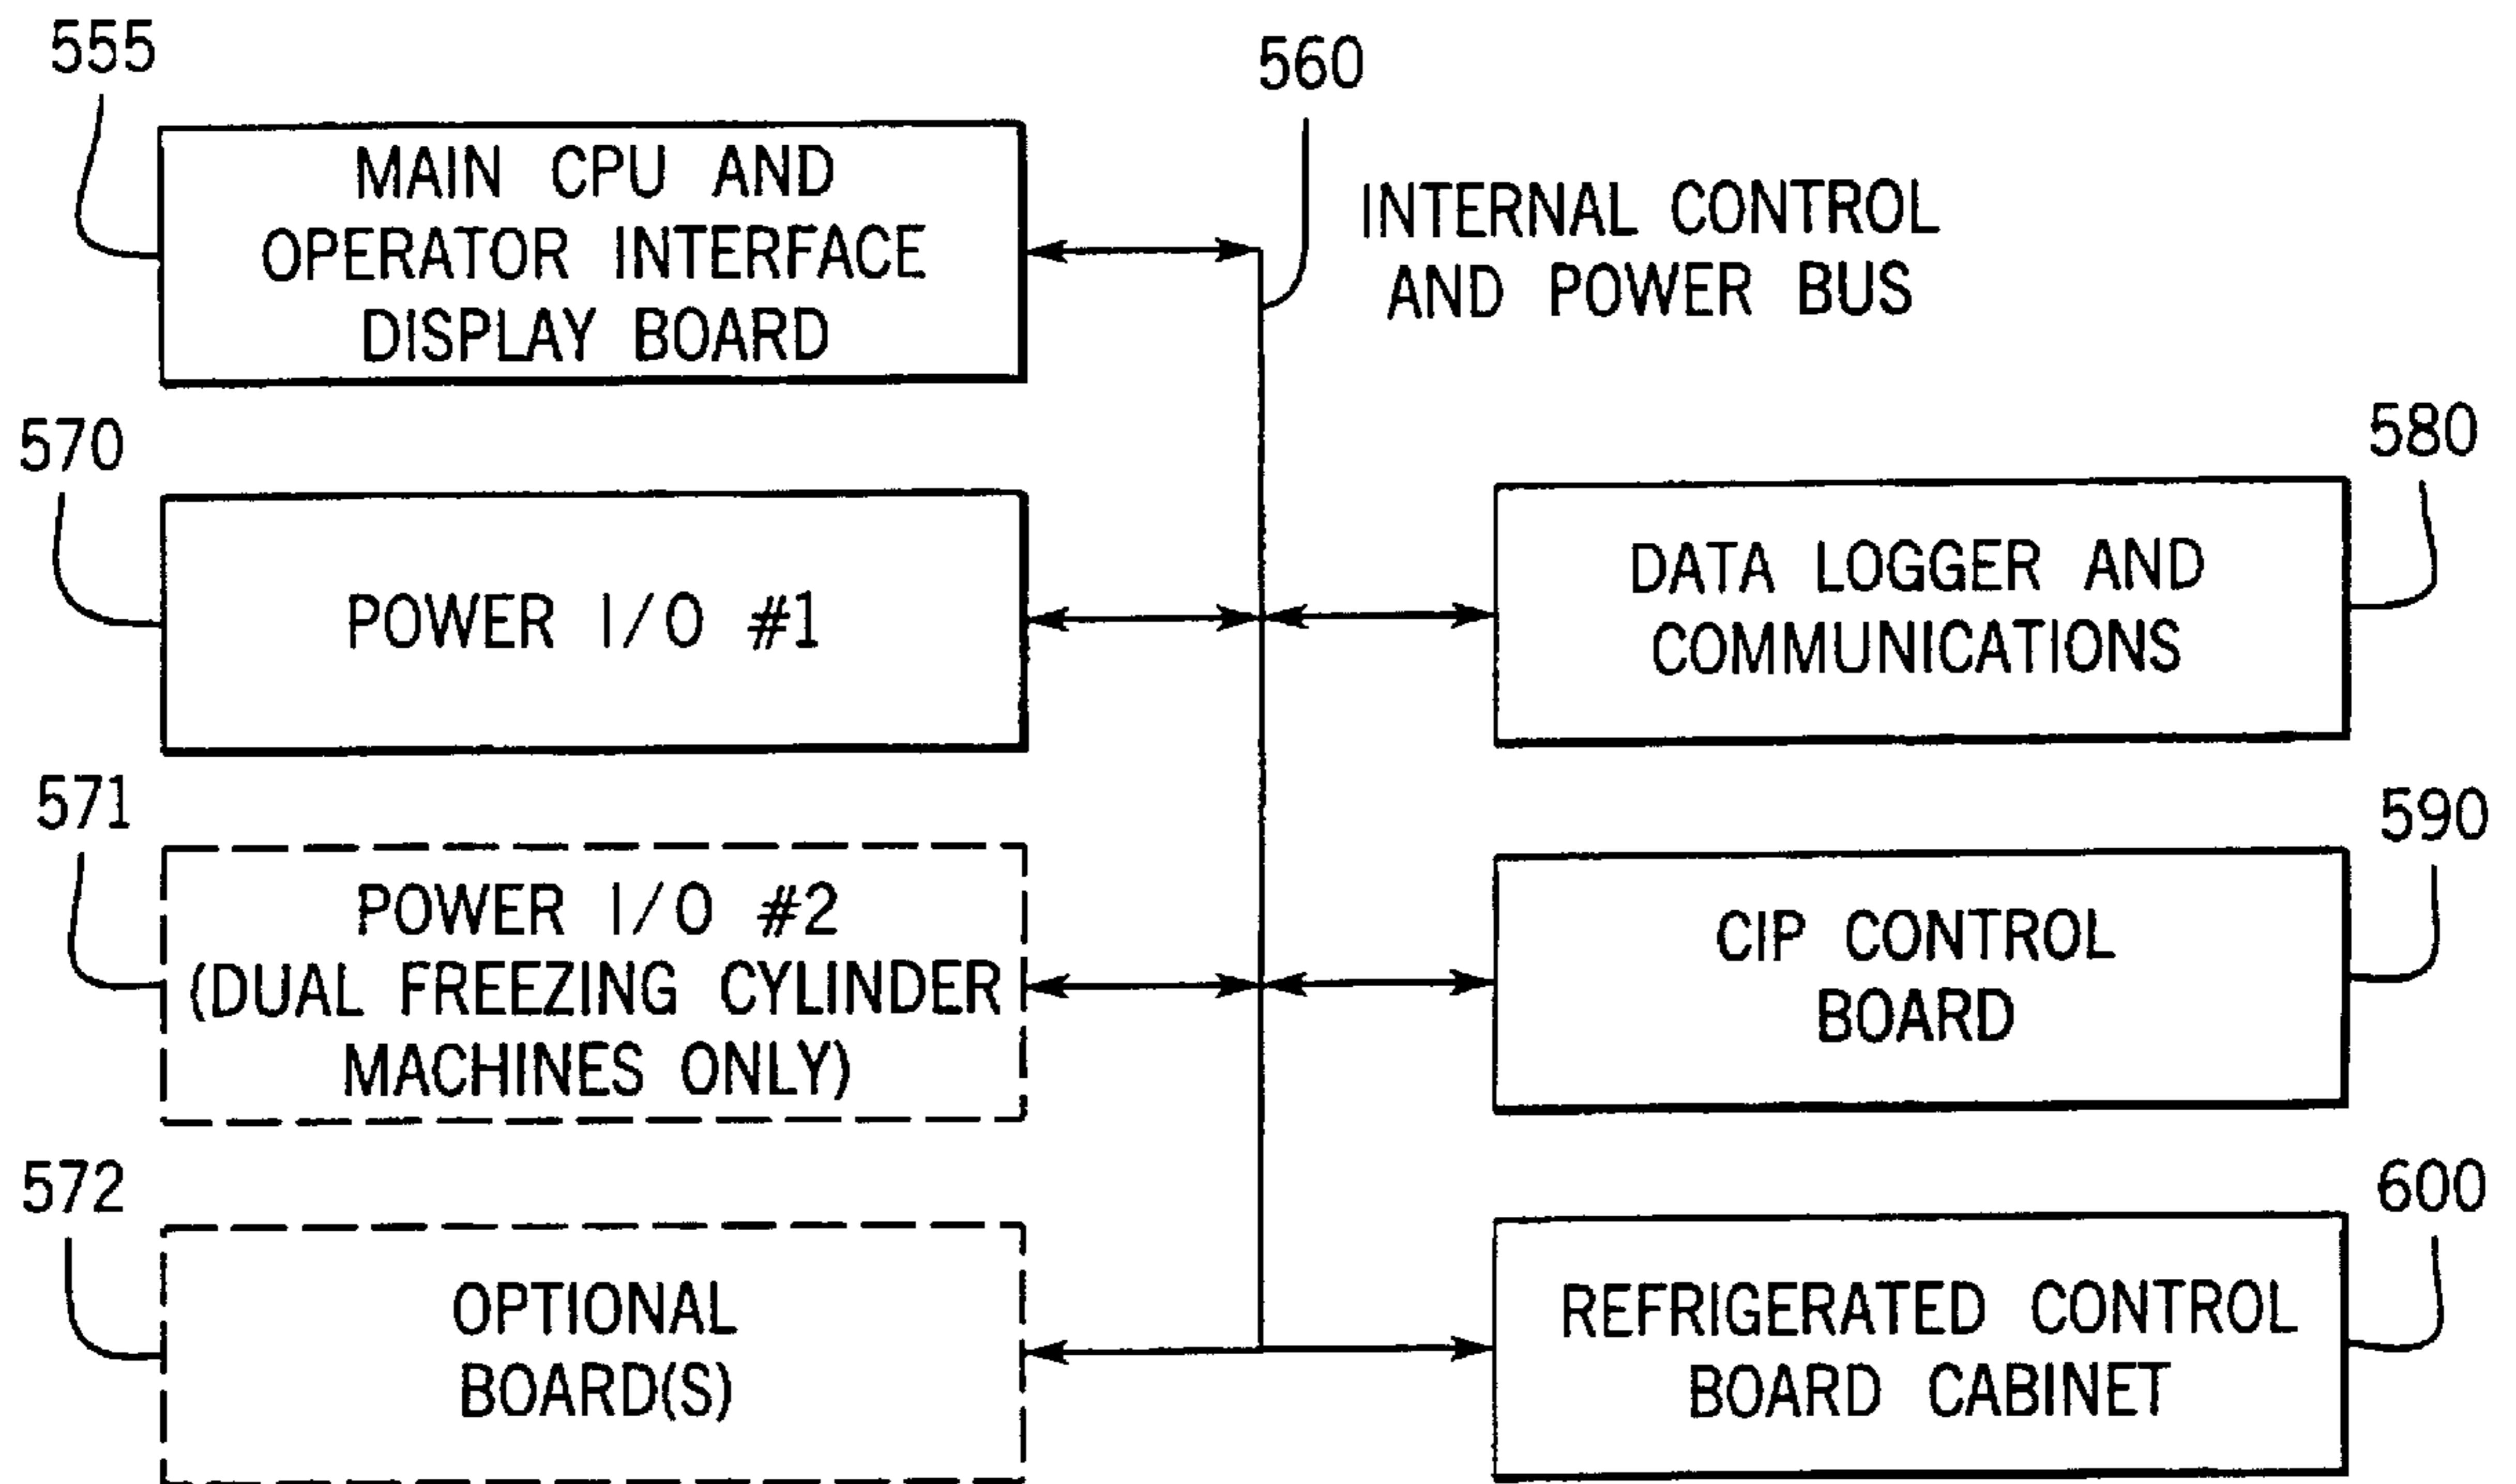 555
MAIN CPU AND
OPERATOR INTERFACE
DISPLAY BOARD
560
INTERNAL CONTROL
AND POWER BUS
570
POWER I/O #1
580
DATA LOGGER AND
COMMUNICATIONS
571
POWER I/O #2
(DUAL FREEZING CYLINDER
MACHINES ONLY)
590
CIP CONTROL
BOARD
572
OPTIONAL
BOARD(S)
600
REFRIGERATED CONTROL
BOARD CABINET